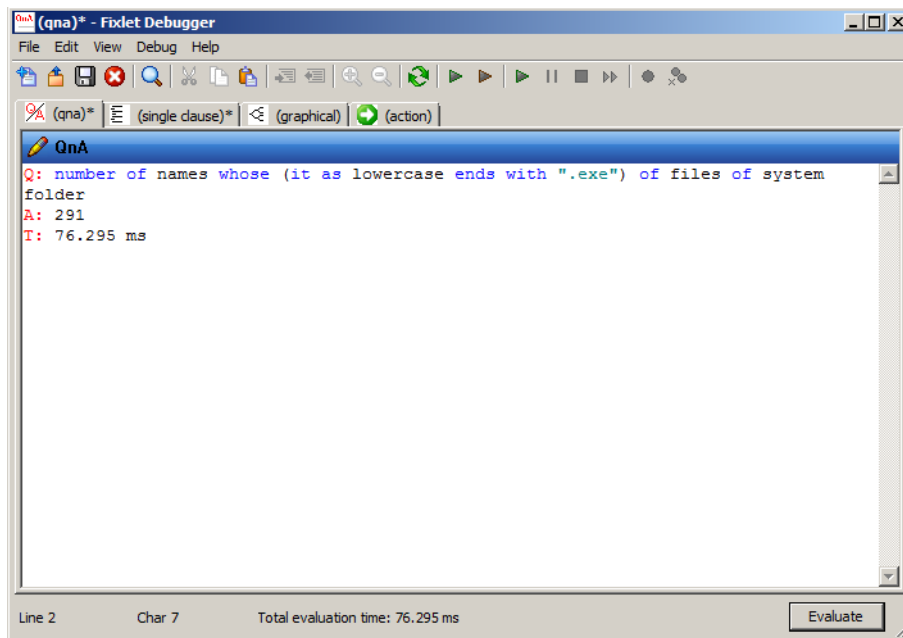 QnA (qna)* - Fixlet Debugger
File Edit View Debug Help
QA (qna)* (single clause)* (graphical) (action)
QnA
Q: number of names whose (it as lowercase ends with ".exe") of files of system
folder
A: 291
T: 76.295 ms
Line 2 Char 7 Total evaluation time: 76.295 ms Evaluate